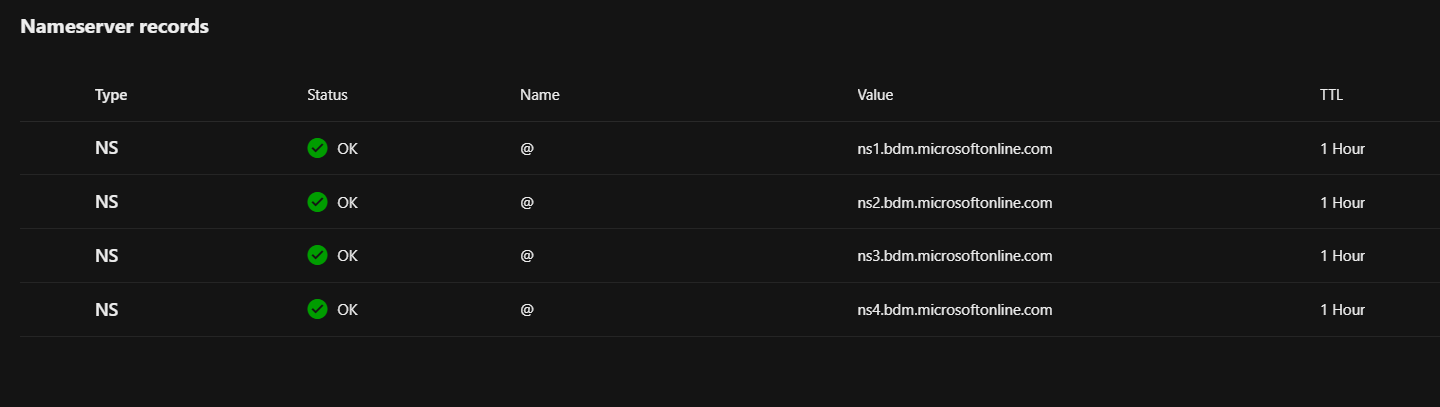 Nameserver records
Type Status Name Value TTL
NS OK @ ns1.bdm.microsoftonline.com 1 Hour
NS OK @ ns2.bdm.microsoftonline.com 1 Hour
NS OK @ ns3.bdm.microsoftonline.com 1 Hour
NS OK @ ns4.bdm.microsoftonline.com 1 Hour